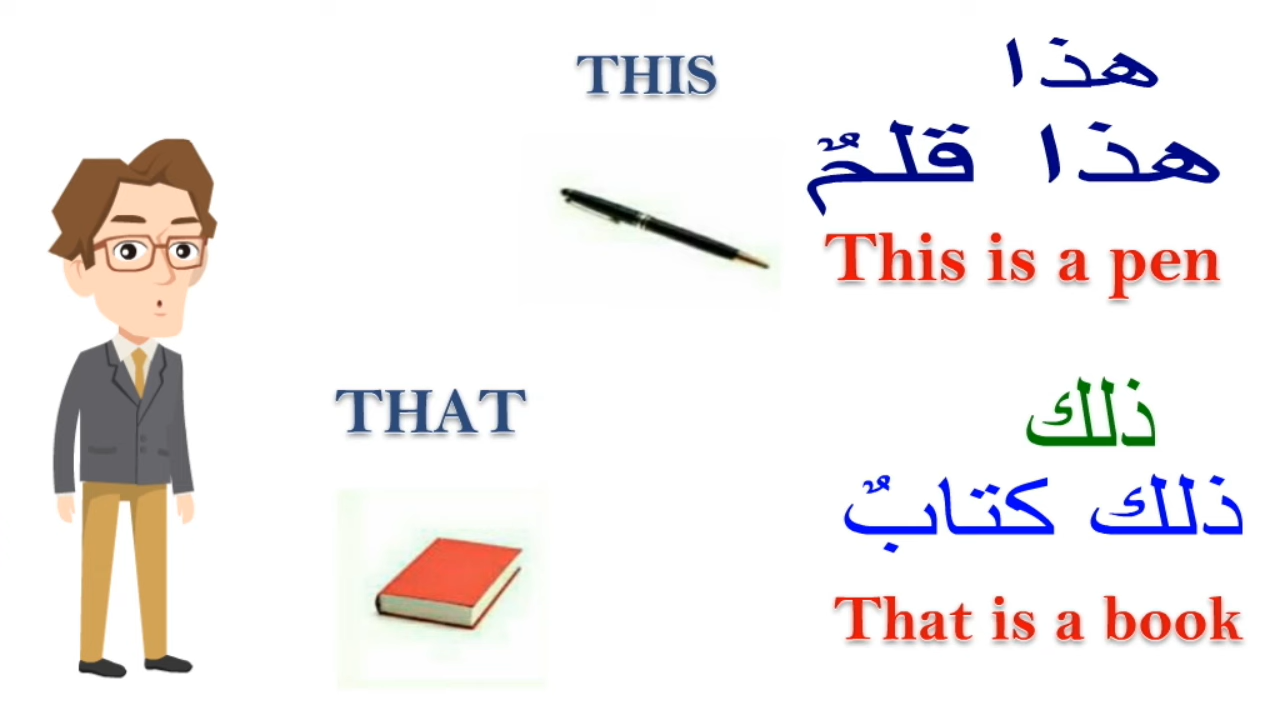 THIS
هذا
هذا قلمٌ
This is a pen
THAT
ذلك
ذلك كتابٌ
That is a book